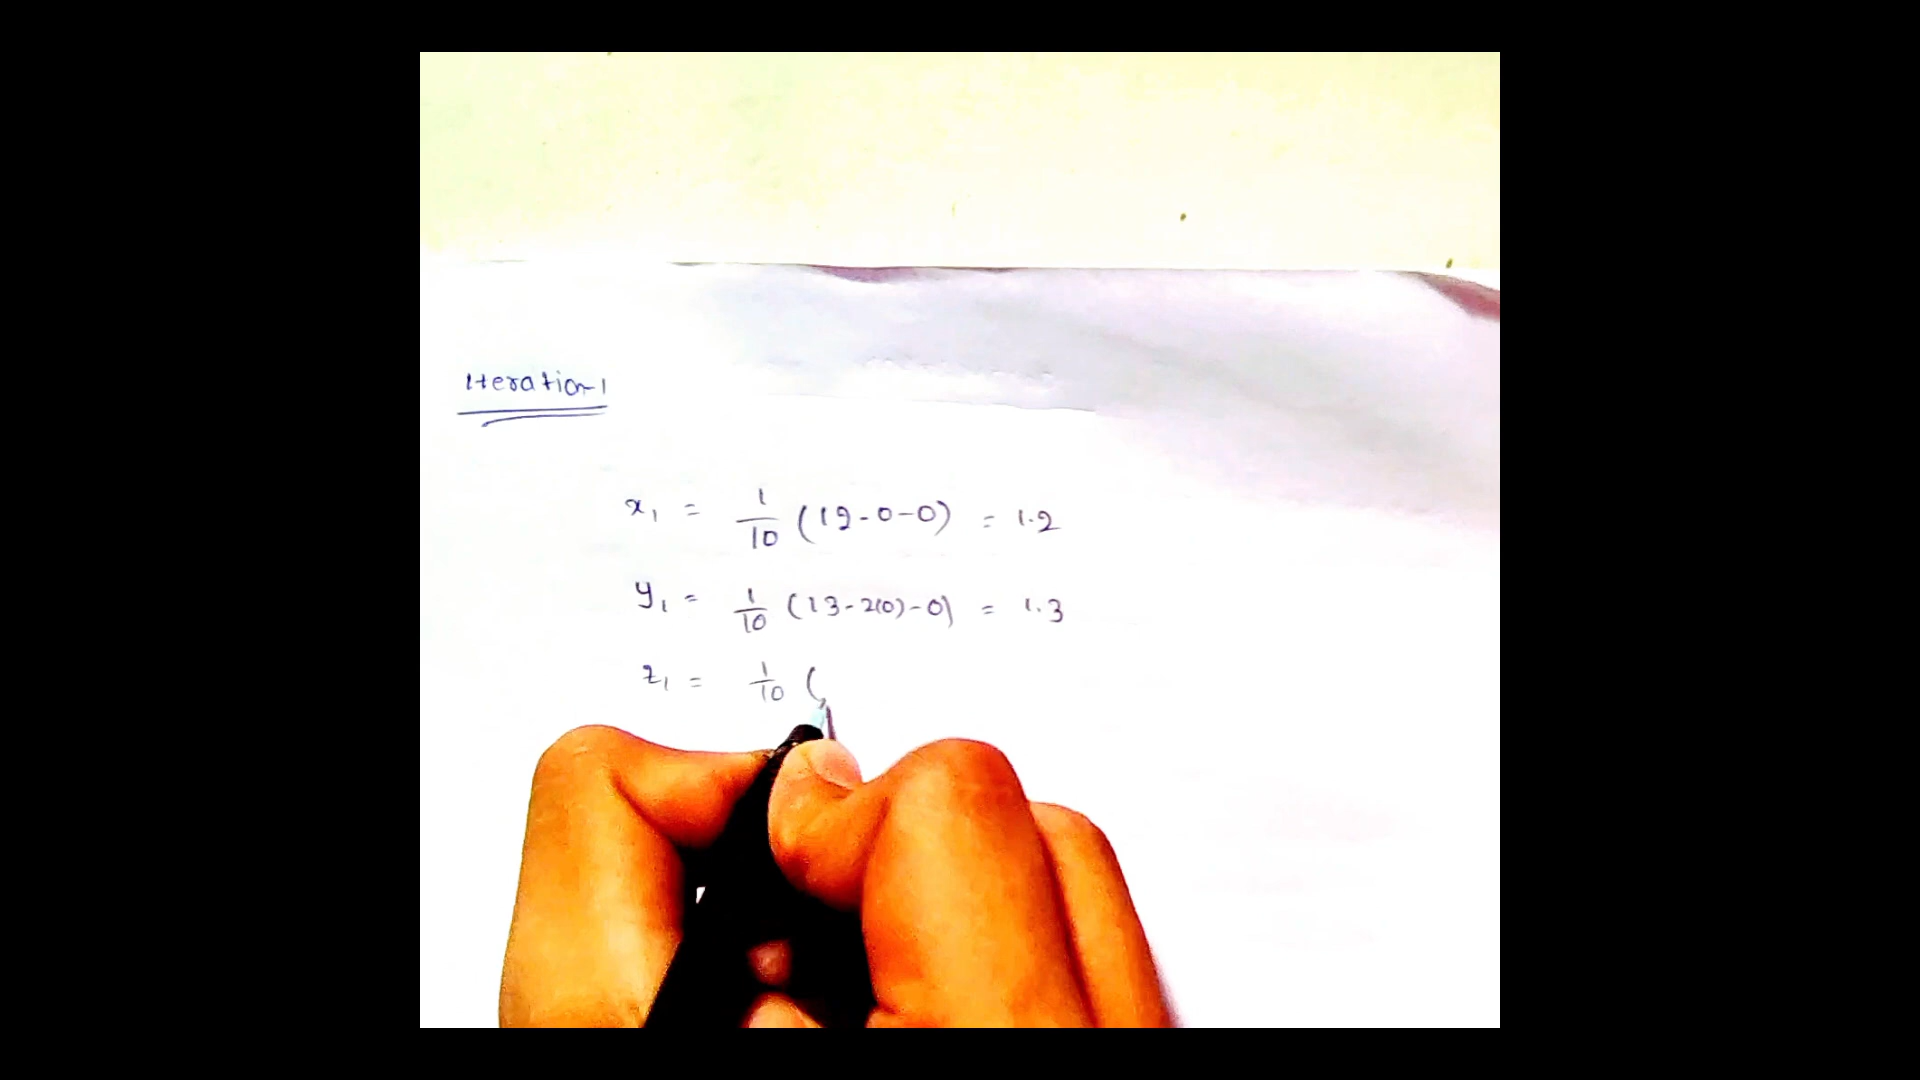 Iteration-1
x₁ = 1/10 (12-0-0) = 1.2
y₁ = 1/10 (13-2(0)-0) = 1.3
z₁ = 1/10 (